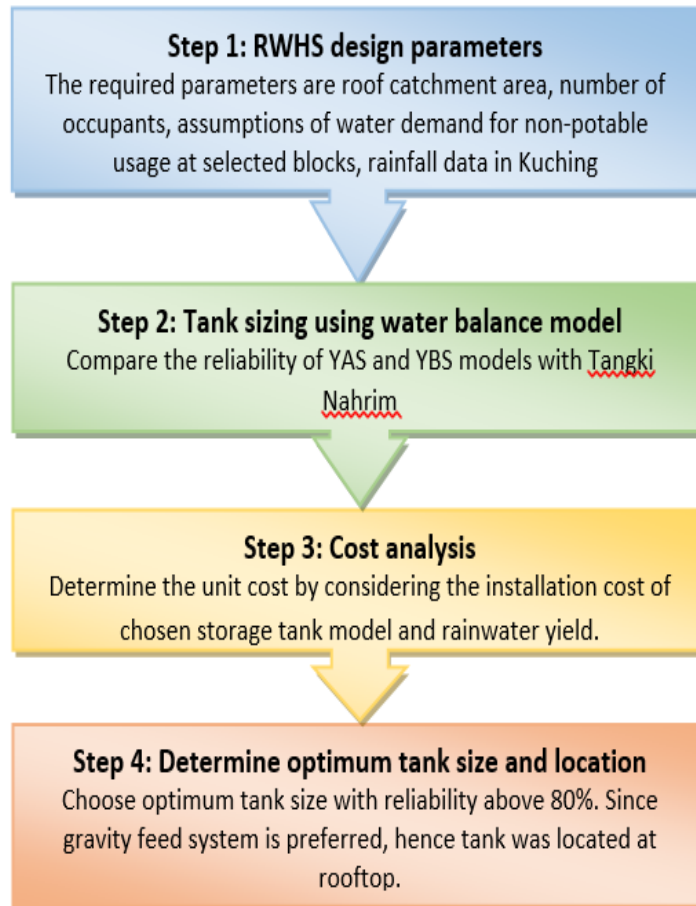 Step 1: RWHS design parameters
The required parameters are roof catchment area, number of
occupants, assumptions of water demand for non-potable
usage at selected blocks, rainfall data in Kuching
Step 2: Tank sizing using water balance model
Compare the reliability of YAS and YBS models with Tangki
Nahrim
Step 3: Cost analysis
Determine the unit cost by considering the installation cost of
chosen storage tank model and rainwater yield.
Step 4: Determine optimum tank size and location
Choose optimum tank size with reliability above 80%. Since
gravity feed system is preferred, hence tank was located at
rooftop.